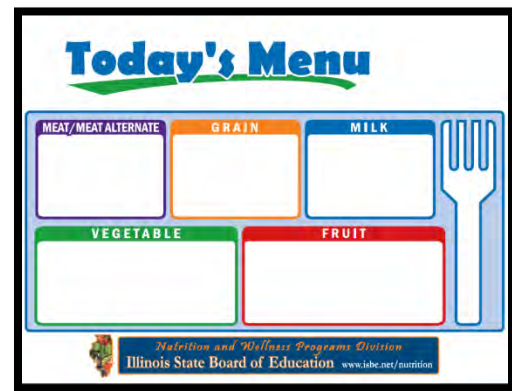 Today's Menu
MEAT/MEAT ALTERNATE
GRAIN
MILK
VEGETABLE
FRUIT
Nutrition and Wellness Programs Division
Illinois State Board of Education www.isbe.net/nutrition